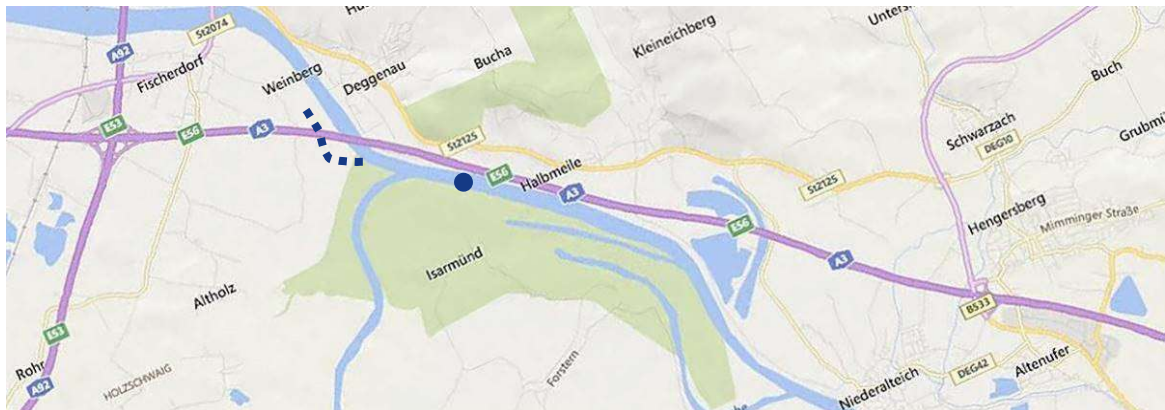 St2074
A92
Fischerdorf
Weinberg
Deggenau
Bucha
Kleineichberg
Buch
E53
E56
A3
St2125
Schwarzach
DEG10
E56
Halbmeile
A3
St2125
Hengersberg
Mimminger Straße
E56
A3
Isarmünd
Altholz
B533
E53
Rohr
A92
HOLZSCHWAIG
Forstern
Niederalteich
DEG42
Altenufer